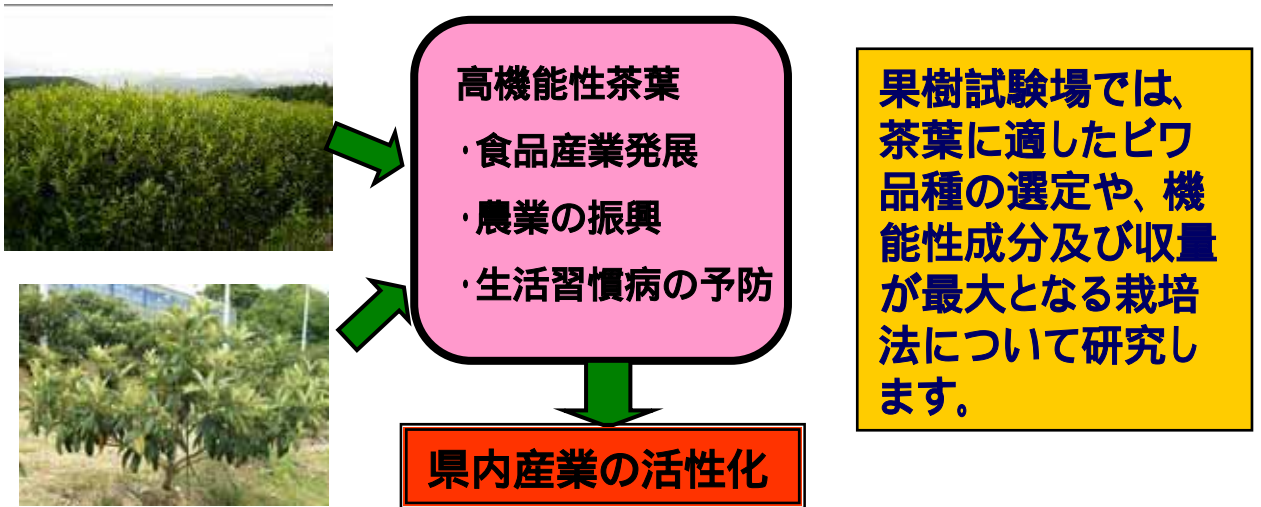 高機能性茶葉
・食品産業発展
・農業の振興
・生活習慣病の予防
県内産業の活性化
果樹試験場では、
茶葉に適したビワ
品種の選定や、機
能性成分及び収量
が最大となる栽培
法について研究し
ます。